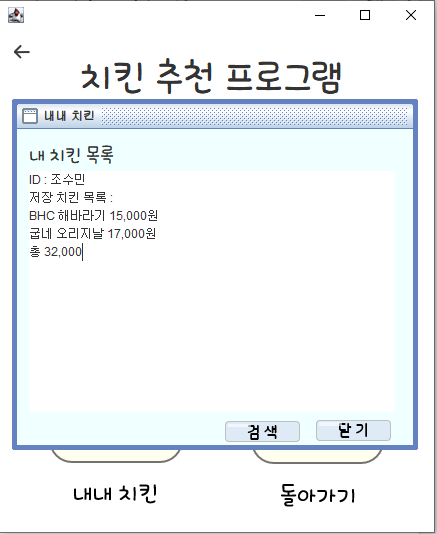 치킨 추천 프로그램
내내 치킨
내 치킨 목록
ID : 조수민
저장 치킨 목록 :
BHC 해바라기 15,000원
굽네 오리지날 17,000원
총 32,000
검색
닫기
내내 치킨
돌아가기